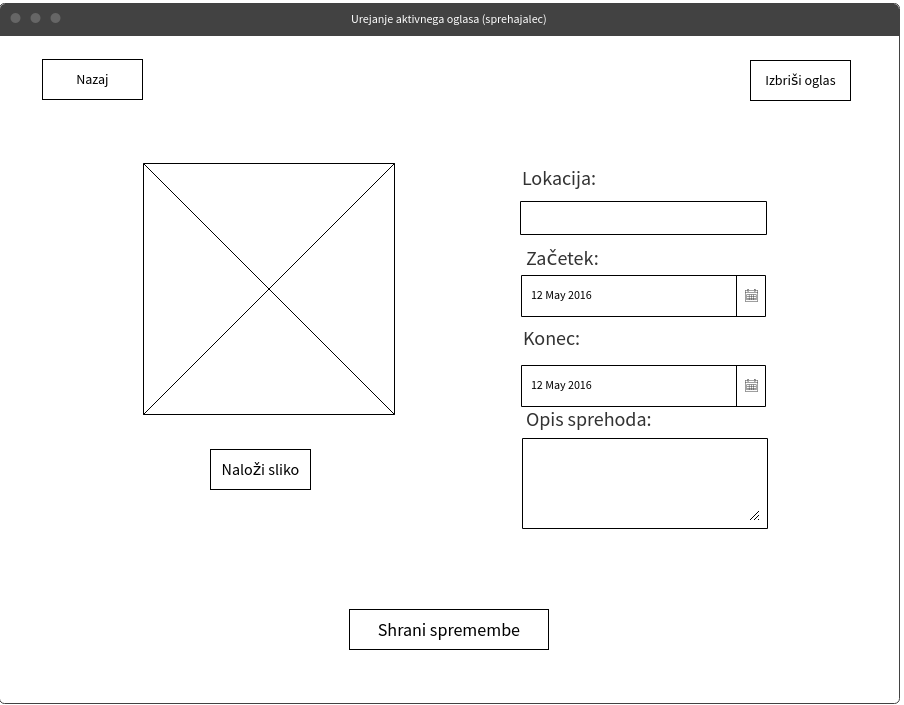 Urejanje aktivnega oglasa (sprehajalec)
Nazaj
Izbriši oglas
Lokacija:
Začetek:
12 May 2016
Konec:
12 May 2016
Opis sprehoda:
Naloži sliko
Shrani spremembe